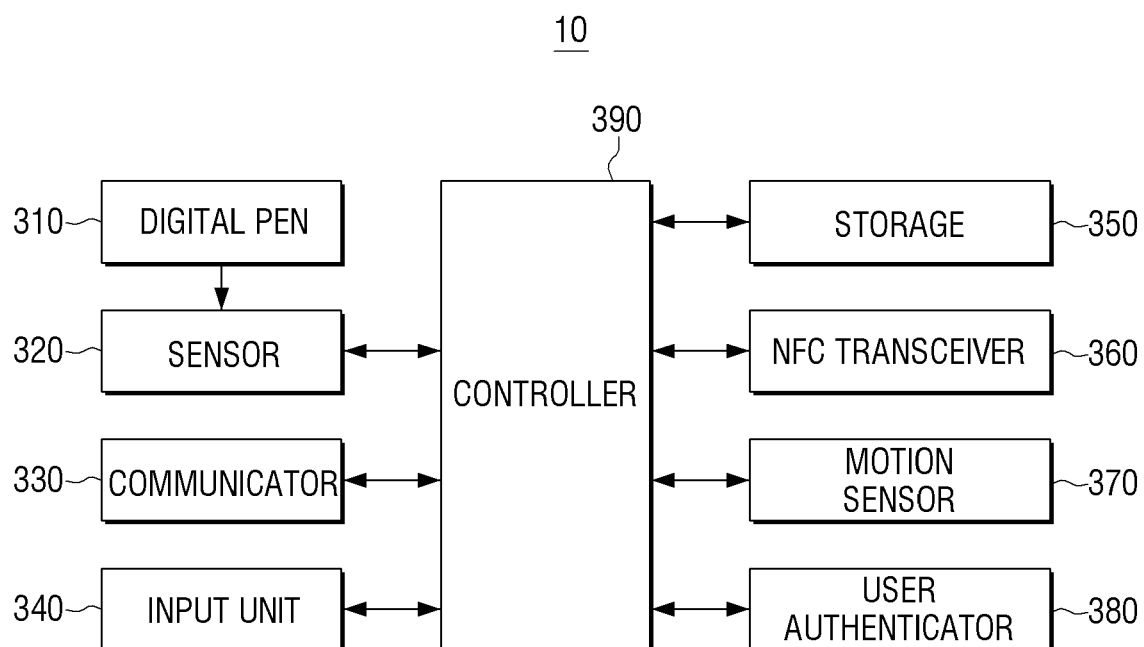 10
390
310
DIGITAL PEN
STORAGE
350
320
SENSOR
NFC TRANSCEIVER
360
CONTROLLER
330
COMMUNICATOR
MOTION
SENSOR
370
340
INPUT UNIT
USER
AUTHENTICATOR
380